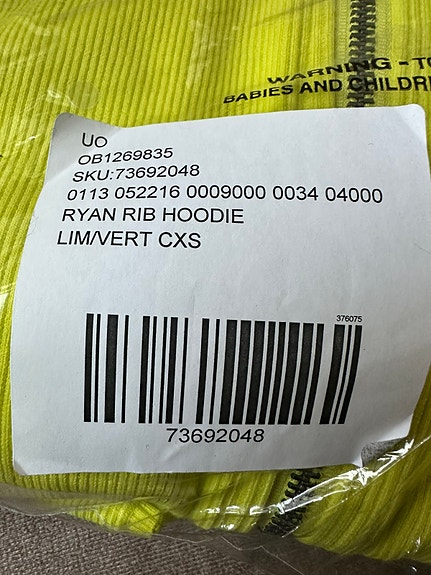 WARNING - TO
BABIES AND CHILDRE
UO
OB1269835
SKU:73692048
0113 052216 0009000 0034 04000
RYAN RIB HOODIE
LIM/VERT CXS
376075
73692048